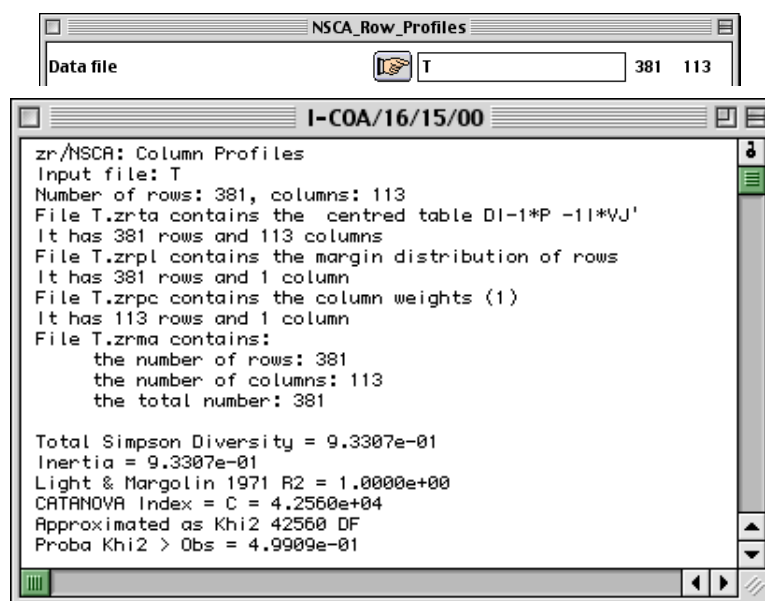 NSCA_Row_Profiles
Data file T 381 113
I-COA/16/15/00
zr/NSCA: Column Profiles
Input file: T
Number of rows: 381, columns: 113
File T.zrta contains the centred table DI-1*P -1I*VJ'
It has 381 rows and 113 columns
File T.zrpl contains the margin distribution of rows
It has 381 rows and 1 column
File T.zrpc contains the column weights (1)
It has 113 rows and 1 column
File T.zrma contains:
the number of rows: 381
the number of columns: 113
the total number: 381
Total Simpson Diversity = 9.3307e-01
Inertia = 9.3307e-01
Light & Margolin 1971 R2 = 1.0000e+00
CATANOVA Index = C = 4.2560e+04
Approximated as Khi2 42560 DF
Proba Khi2 > Obs = 4.9909e-01